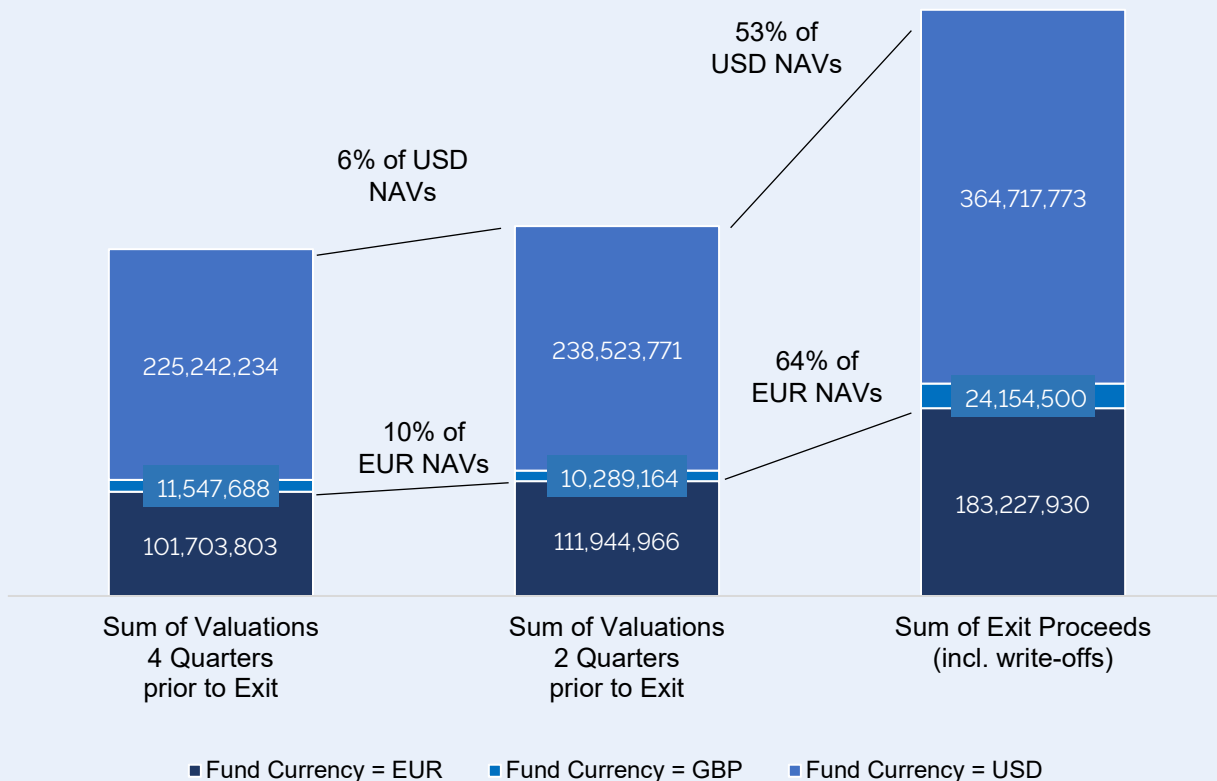 53% of
USD NAVs
6% of USD
NAVs
364,717,773
225,242,234
238,523,771
64% of
EUR NAVs
24,154,500
10% of
EUR NAVs
11,547,688
10,289,164
183,227,930
101,703,803
111,944,966
Sum of Valuations
4 Quarters
prior to Exit
Sum of Valuations
2 Quarters
prior to Exit
Sum of Exit Proceeds
(incl. write-offs)
Fund Currency = EUR
Fund Currency = GBP
Fund Currency = USD